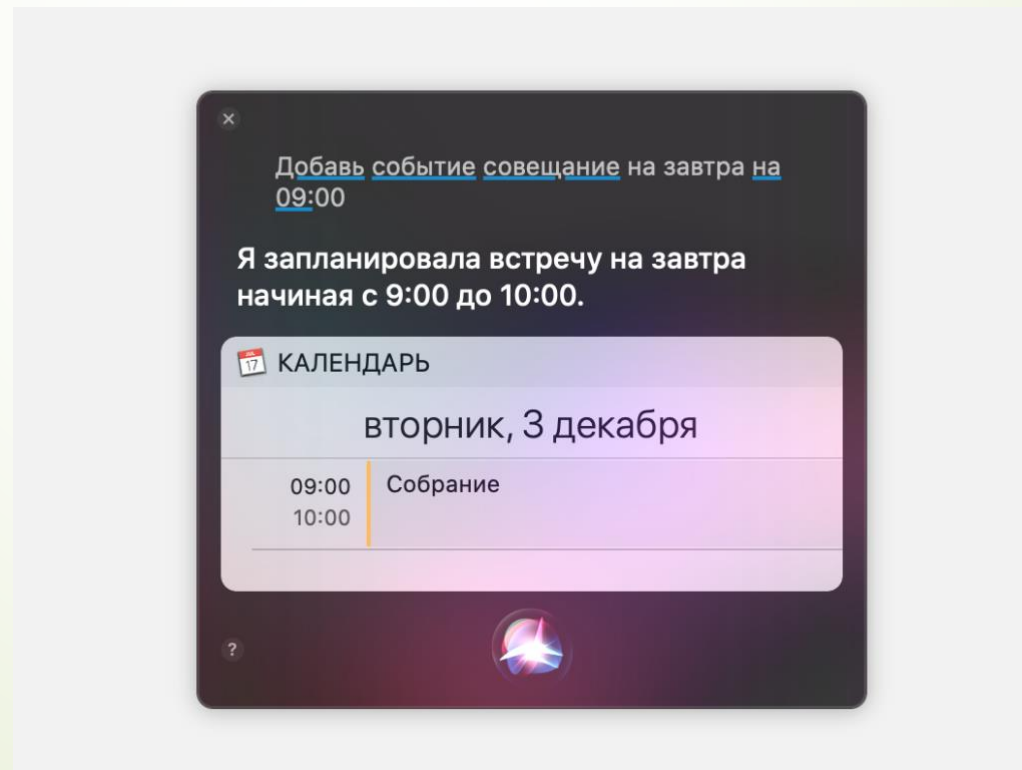 Добавь событие совещание на завтра на
09:00
Я запланировала встречу на завтра
начиная с 9:00 до 10:00.
17 КАЛЕНДАРЬ
вторник, 3 декабря
09:00 Собрание
10:00
?